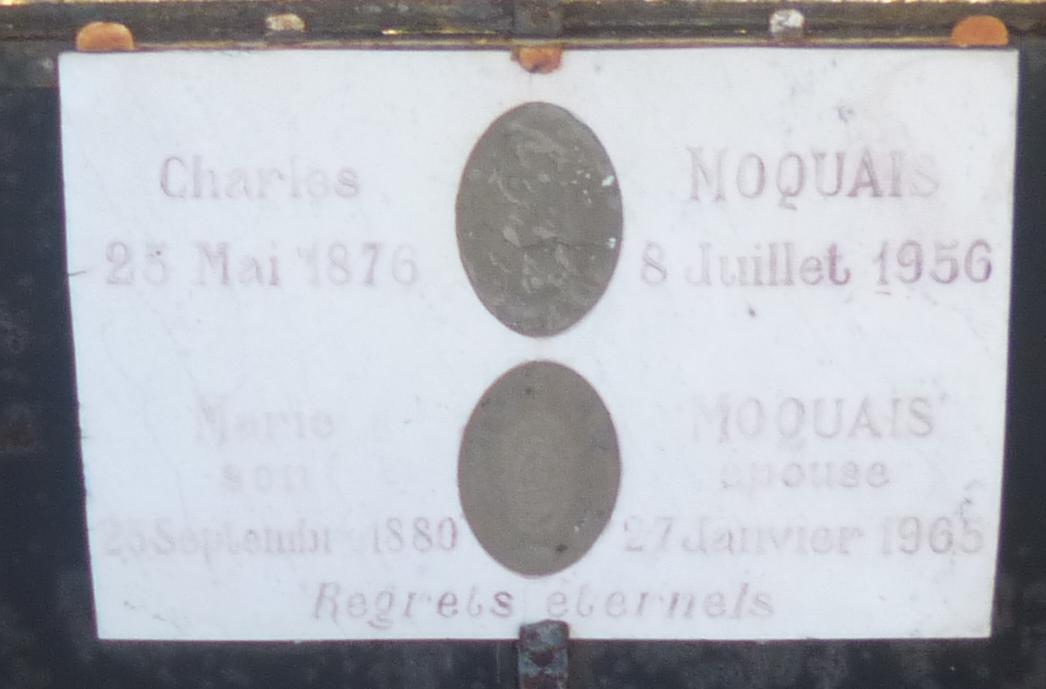 Charles MOQUAIS
25 Mai 1876 8 Juillet 1956
Marie MOQUAIS
son épouse
25 Septembre 1880 27 Janvier 1965
Regrets éternels